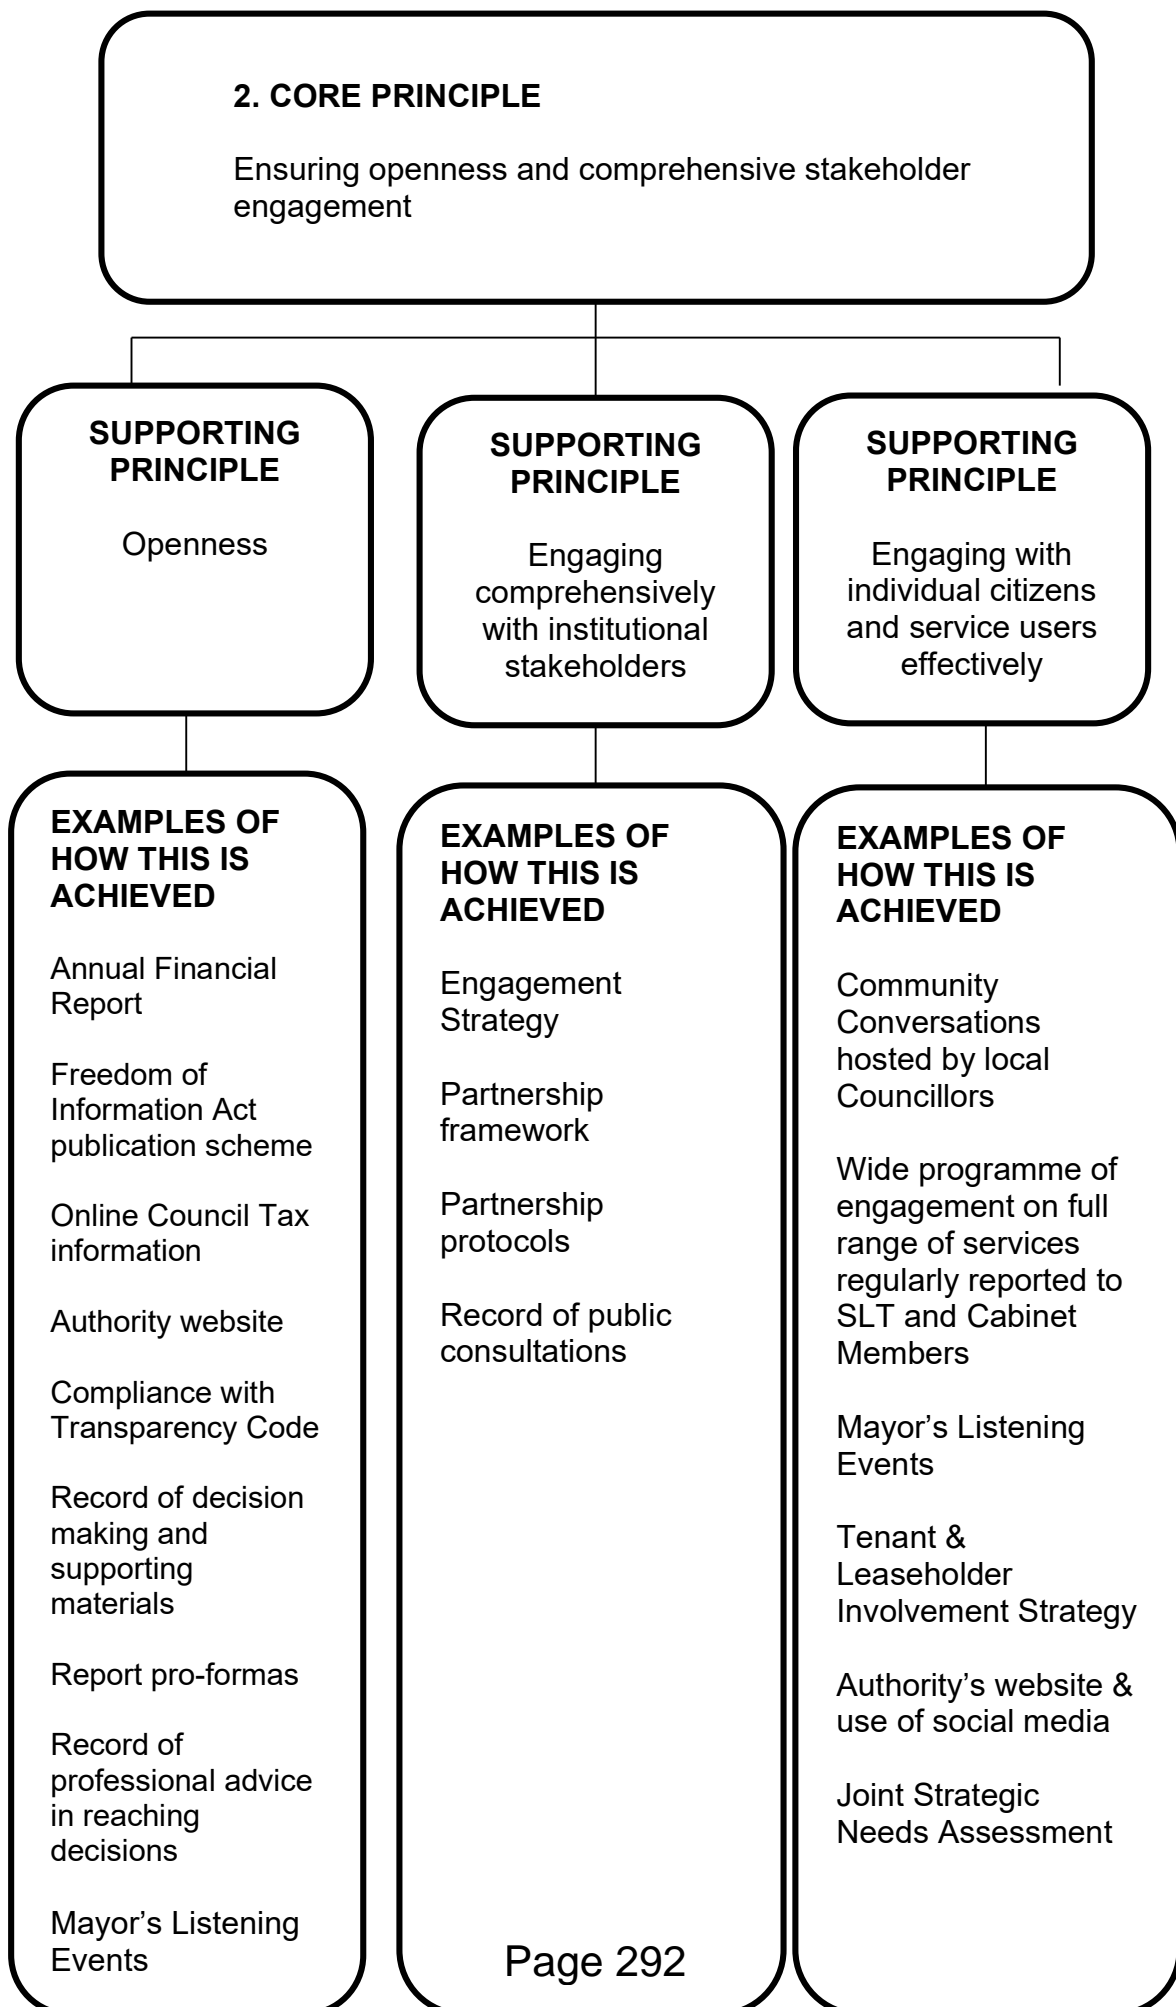 2. CORE PRINCIPLE
Ensuring openness and comprehensive stakeholder
engagement
SUPPORTING
PRINCIPLE
Openness
SUPPORTING
PRINCIPLE
Engaging
comprehensively
with institutional
stakeholders
SUPPORTING
PRINCIPLE
Engaging with
individual citizens
and service users
effectively
EXAMPLES OF
HOW THIS IS
ACHIEVED
Annual Financial
Report
Freedom of
Information Act
publication scheme
Online Council Tax
information
Authority website
Compliance with
Transparency Code
Record of decision
making and
supporting
materials
Report pro-formas
Record of
professional advice
in reaching
decisions
Mayor’s Listening
Events
EXAMPLES OF
HOW THIS IS
ACHIEVED
Engagement
Strategy
Partnership
framework
Partnership
protocols
Record of public
consultations
EXAMPLES OF
HOW THIS IS
ACHIEVED
Community
Conversations
hosted by local
Councillors
Wide programme of
engagement on full
range of services
regularly reported to
SLT and Cabinet
Members
Mayor’s Listening
Events
Tenant &
Leaseholder
Involvement Strategy
Authority’s website &
use of social media
Joint Strategic
Needs Assessment
Page 292